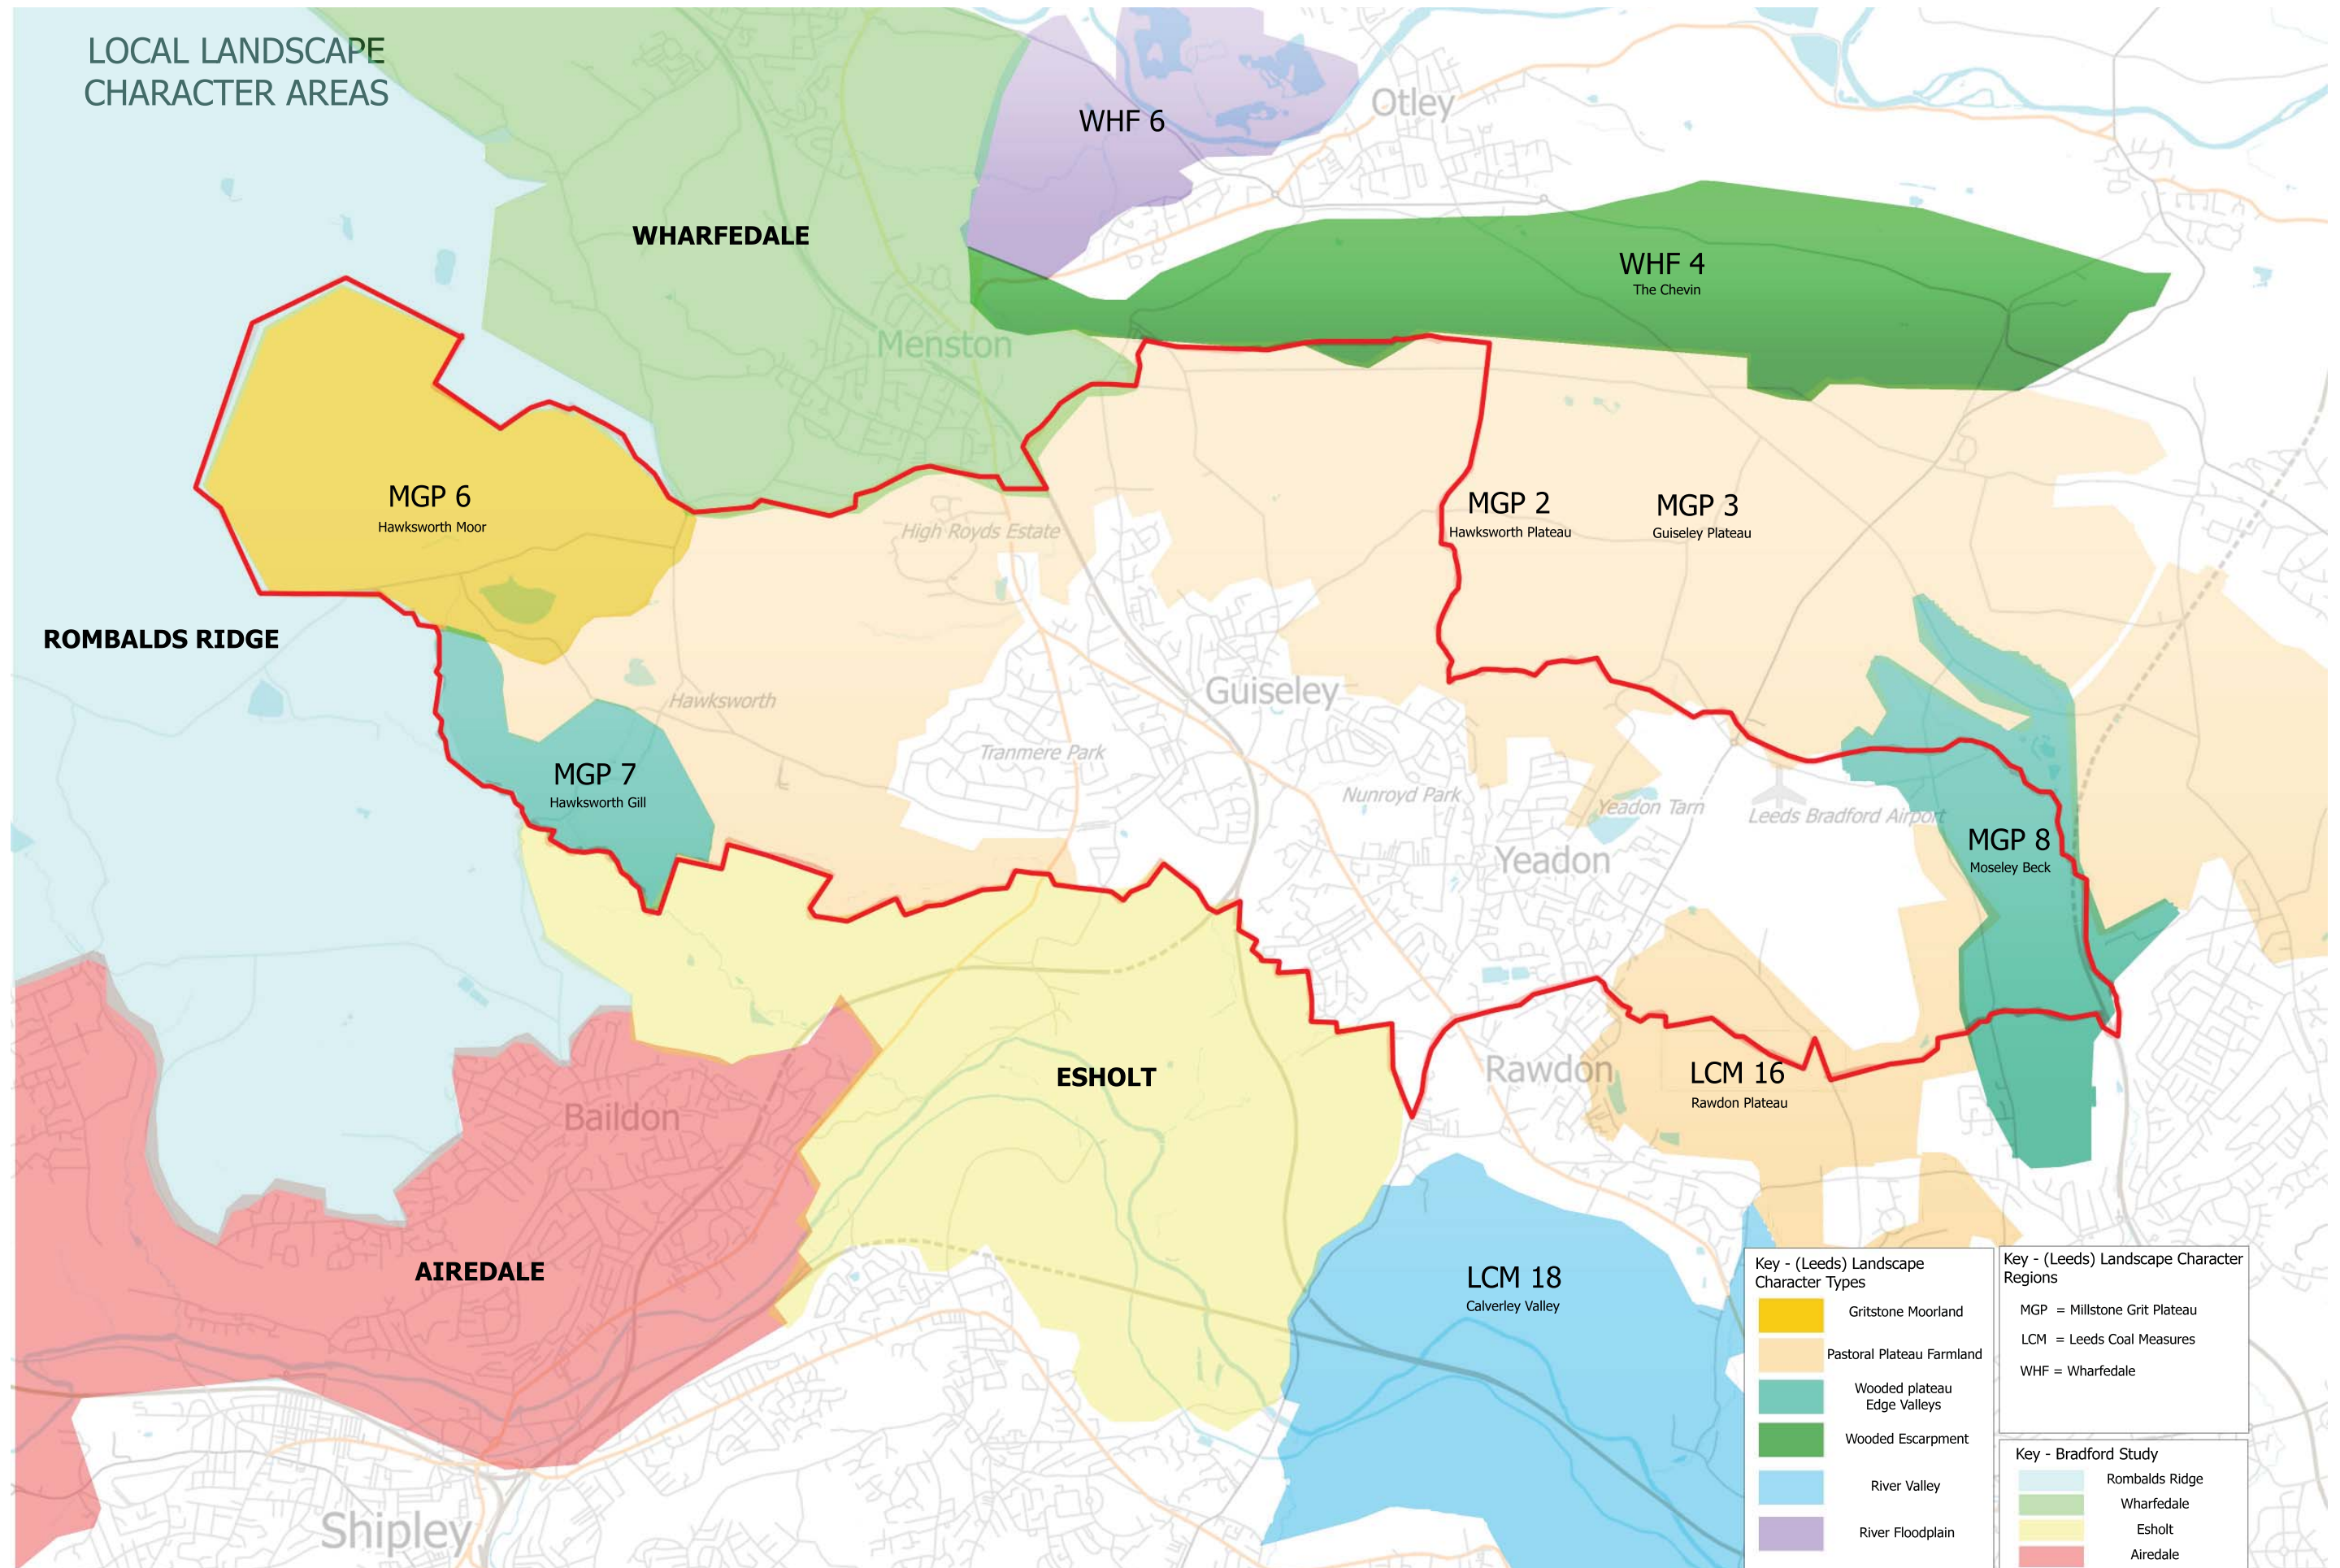 LOCAL LANDSCAPE
CHARACTER AREAS
WHF 6
Otley
WHARFEDALE
WHF 4
The Chevin
Menston
MGP 6
Hawksworth Moor
High Royds Estate
MGP 2
Hawksworth Plateau
MGP 3
Guiseley Plateau
ROMBALDS RIDGE
Hawksworth
Guiseley
Tranmere Park
MGP 7
Hawksworth Gill
Nunroyd Park
Yeadon Tarn
Leeds Bradford Airport
Yeadon
MGP 8
Moseley Beck
ESHOLT
Rawdon
LCM 16
Rawdon Plateau
Baildon
AIREDALE
LCM 18
Calverley Valley
Shipley
Key - (Leeds) Landscape
Character Types
Gritstone Moorland
Pastoral Plateau Farmland
Wooded plateau
Edge Valleys
Wooded Escarpment
River Valley
River Floodplain
Key - (Leeds) Landscape Character
Regions
MGP = Millstone Grit Plateau
LCM = Leeds Coal Measures
WHF = Wharfedale
Key - Bradford Study
Rombalds Ridge
Wharfedale
Esholt
Airedale